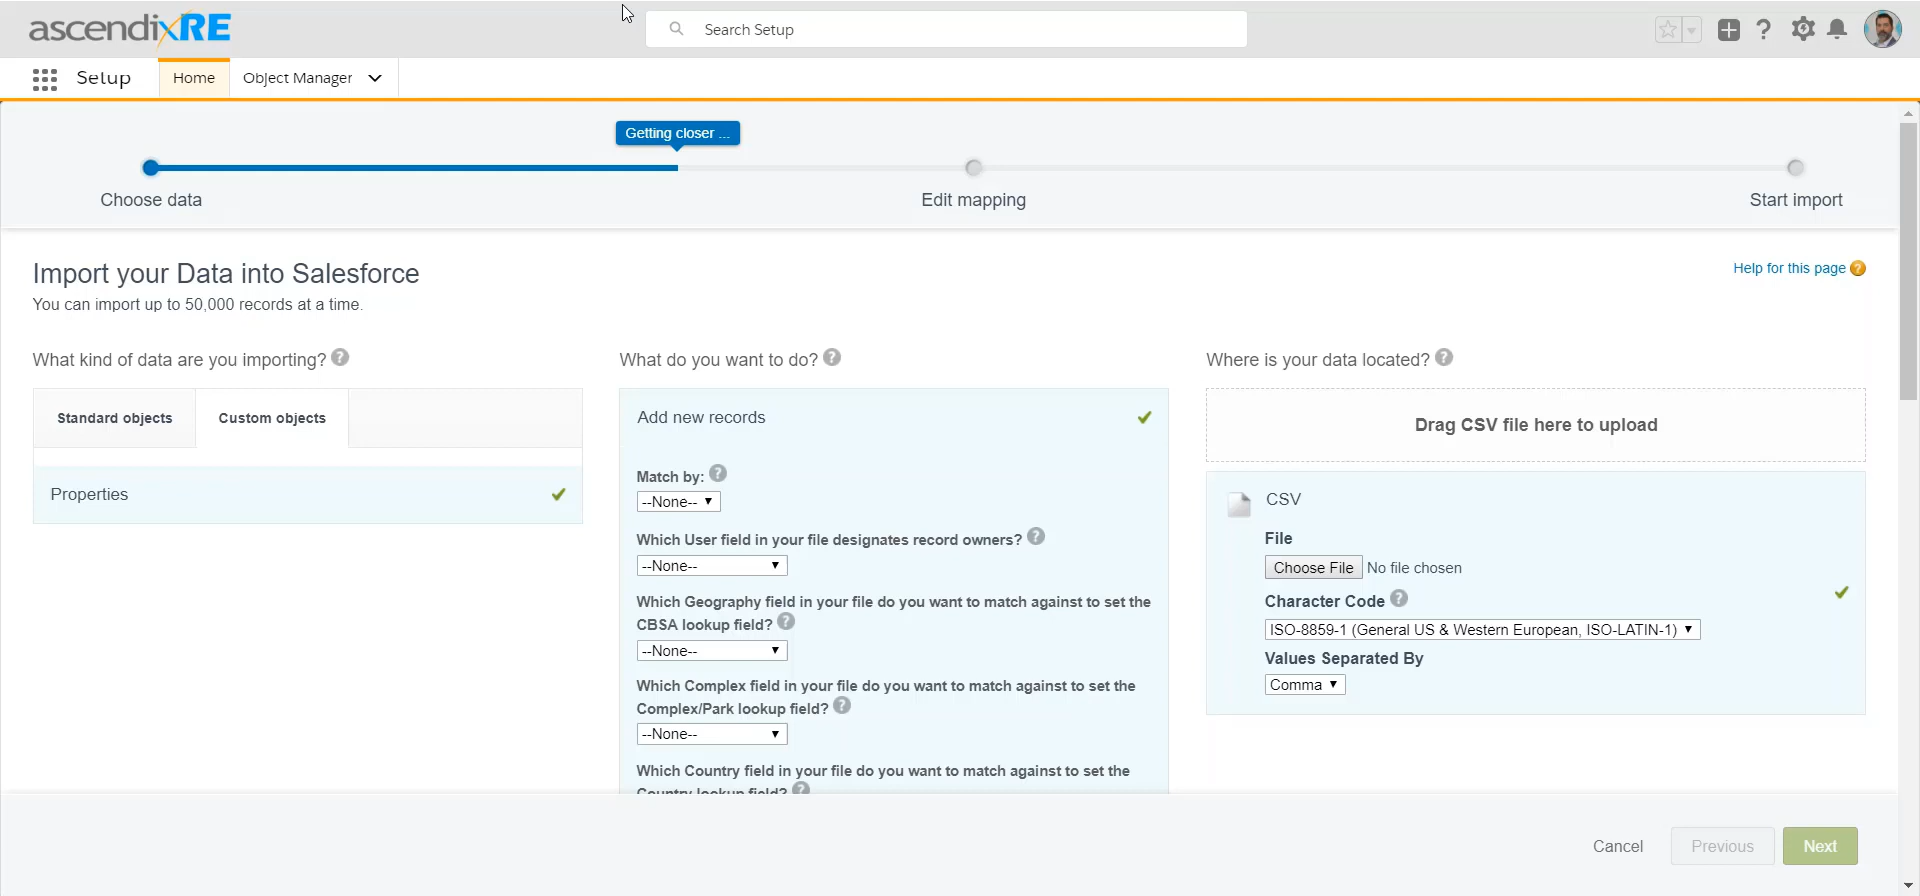 ascendixRE
Search Setup
Setup
Home
Object Manager
Getting closer ...
Choose data
Edit mapping
Start import
Import your Data into Salesforce
Help for this page ?
You can import up to 50,000 records at a time.
What kind of data are you importing? ?
Standard objects
Custom objects
Properties
What do you want to do? ?
Add new records
Match by: ?
--None--
Which User field in your file designates record owners? ?
--None--
Which Geography field in your file do you want to match against to set the
CBSA lookup field? ?
--None--
Which Complex field in your file do you want to match against to set the
Complex/Park lookup field? ?
--None--
Which Country field in your file do you want to match against to set the
Country lookup field? ?
Where is your data located? ?
Drag CSV file here to upload
CSV
File
Choose File No file chosen
Character Code ?
ISO-8859-1 (General US & Western European, ISO-LATIN-1)
Values Separated By
Comma
Cancel
Previous
Next